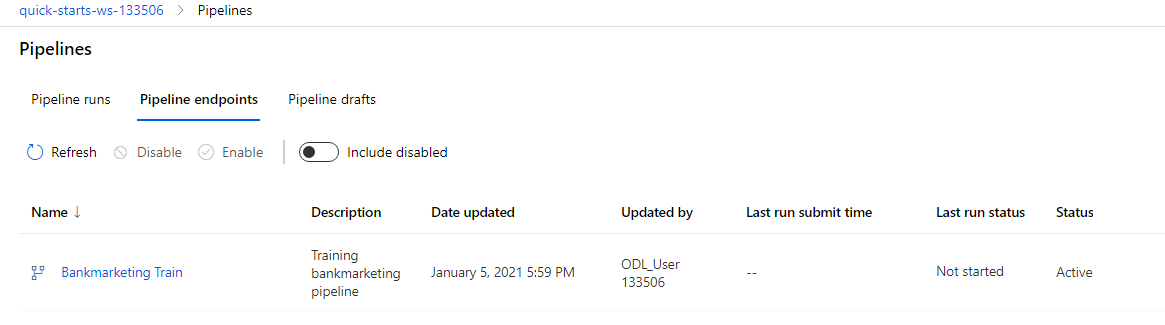 quick-starts-ws-133506 > Pipelines
Pipelines
Pipeline runs Pipeline endpoints Pipeline drafts
Refresh Disable Enable Include disabled
Name ↓ Description Date updated Updated by Last run submit time Last run status Status
Bankmarketing Train Training bankmarketing pipeline January 5, 2021 5:59 PM ODL_User 133506 -- Not started Active